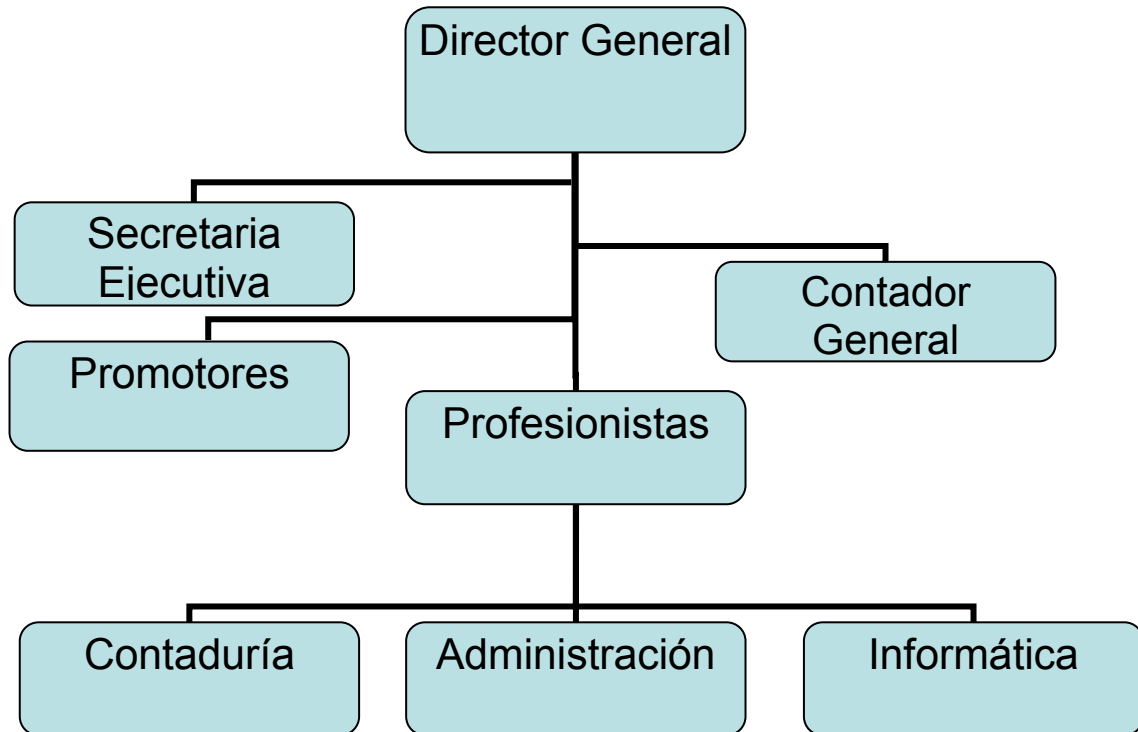 Director General
Secretaria
Ejecutiva
Contador
General
Promotores
Profesionistas
Contaduría
Administración
Informática